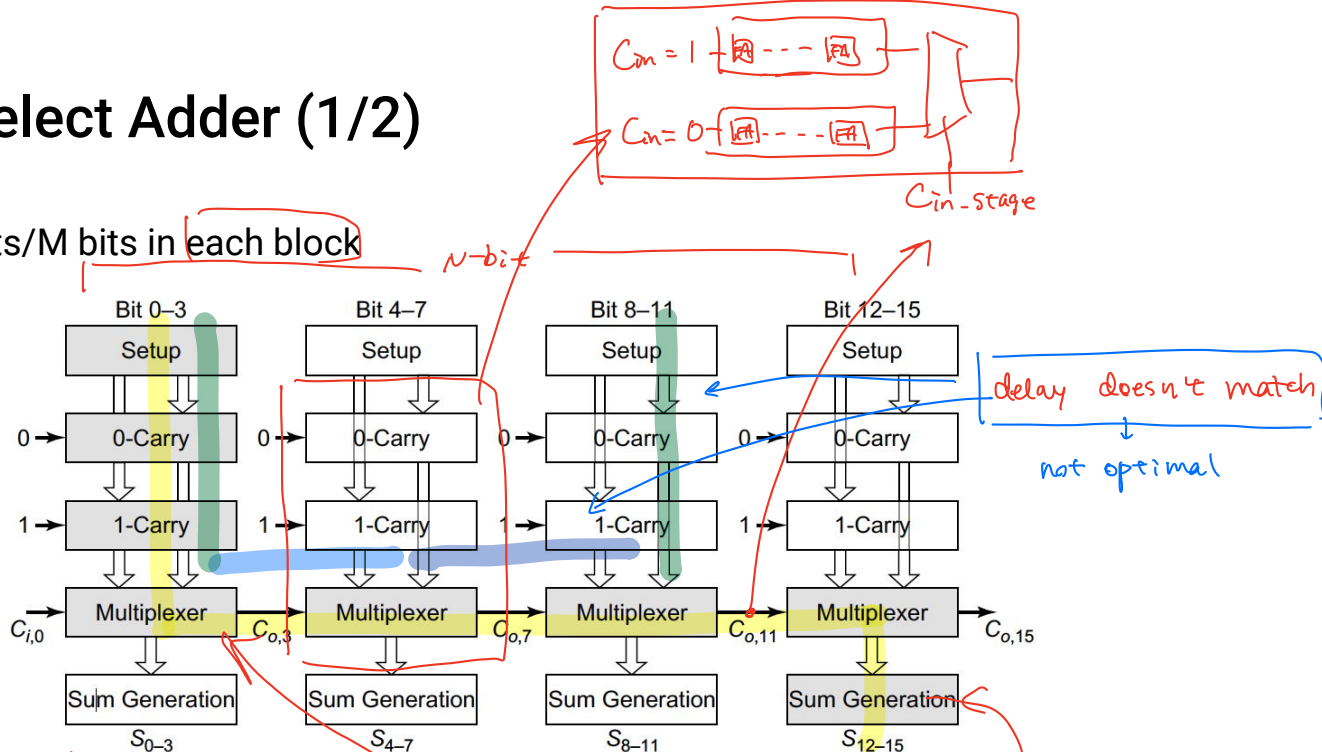 Cin = 1 FA - - - FA
elect Adder (1/2)
Cin = 0 FA - - - - FA
Cin_stage
ts/M bits in each block
N-bit
Bit 0–3 Bit 4–7 Bit 8–11 Bit 12–15
Setup Setup Setup Setup
delay doesn't match
0 0-Carry 0 0-Carry 0 0-Carry 0 0-Carry
not optimal
1 1-Carry 1 1-Carry 1 1-Carry 1 1-Carry
Multiplexer Multiplexer Multiplexer Multiplexer
Ci,0 Co,3 Co,7 Co,11 Co,15
Sum Generation Sum Generation Sum Generation Sum Generation
S0–3 S4–7 S8–11 S12–15